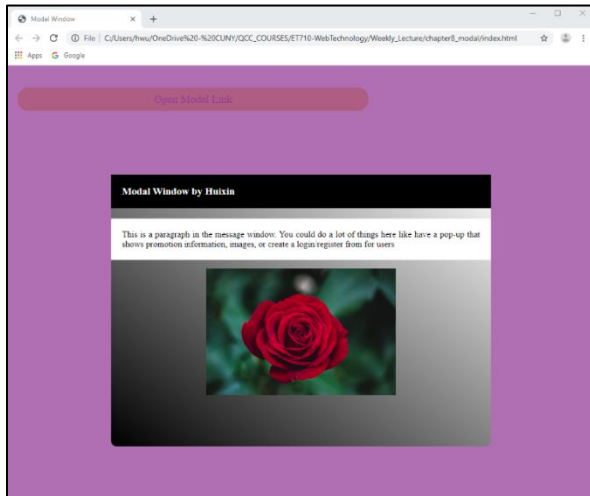 Modal Window
File | C:/Users/hwu/OneDrive%20-%20CUNY/QCC_COURSES/ET710-WebTechnology/Weekly_Lecture/chapter8_modal/index.html
Apps Google
Open Modal Link
Modal Window by Huixin
This is a paragraph in the message window. You could do a lot of things here like have a pop-up that
shows promotion information, images, or create a login/register from for users